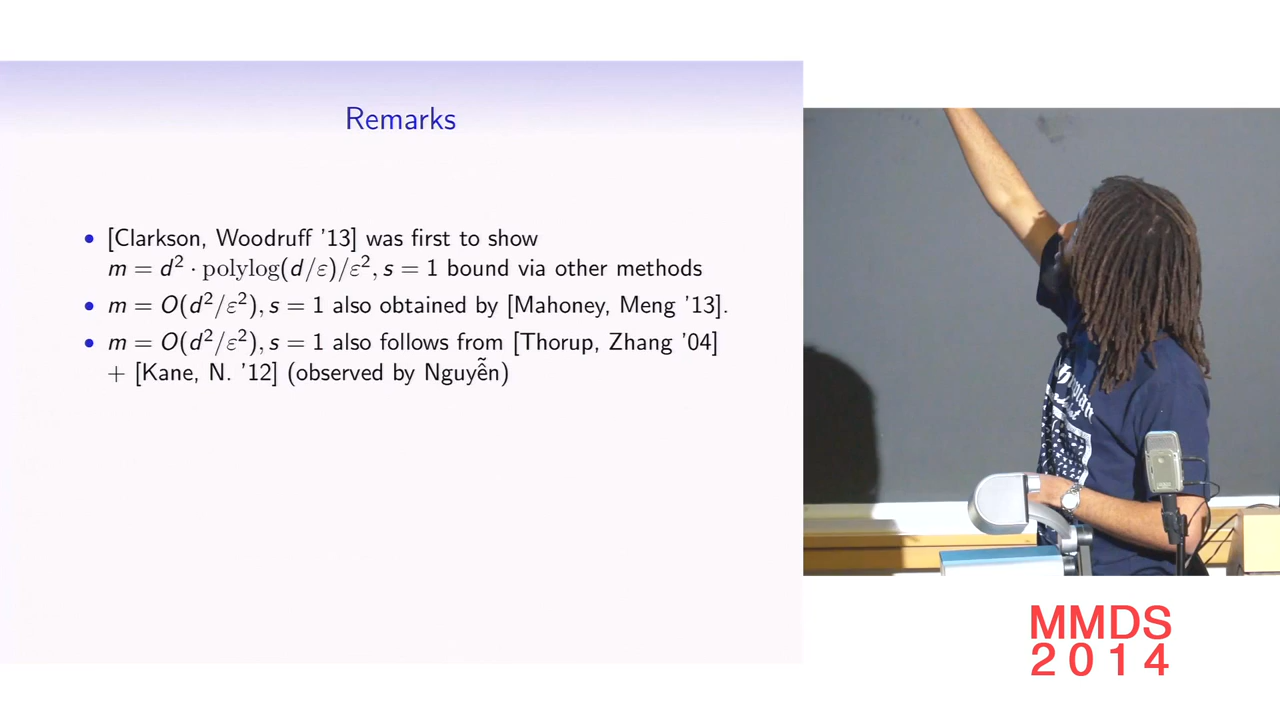 Remarks
• [Clarkson, Woodruff '13] was first to show
m = d² · polylog(d/ε)/ε², s = 1 bound via other methods
• m = O(d²/ε²), s = 1 also obtained by [Mahoney, Meng '13].
• m = O(d²/ε²), s = 1 also follows from [Thorup, Zhang '04]
+ [Kane, N. '12] (observed by Nguyễn)
MMDS
2014